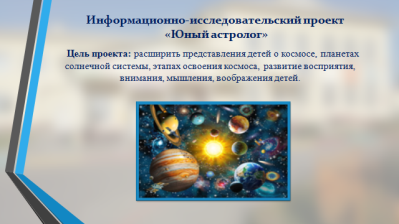 Информационно-исследовательский проект
«Юный астролог»
Цель проекта: расширить представления детей о космосе, планетах
солнечной системы, этапах освоения космоса, развитие восприятия,
внимания, мышления, воображения детей.